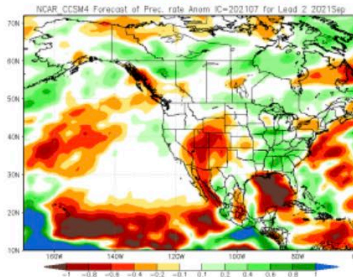 NCAR_CCSM4 Forecast of Prec. rate Anom IC=202107 for Lead 2 2021Sep
70N
60N
50N
40N
30N
20N
10N
160W 140W 120W 100W 80W
-1 -0.8 -0.6 -0.4 -0.2 -0.1 0.1 0.2 0.4 0.6 0.8 1